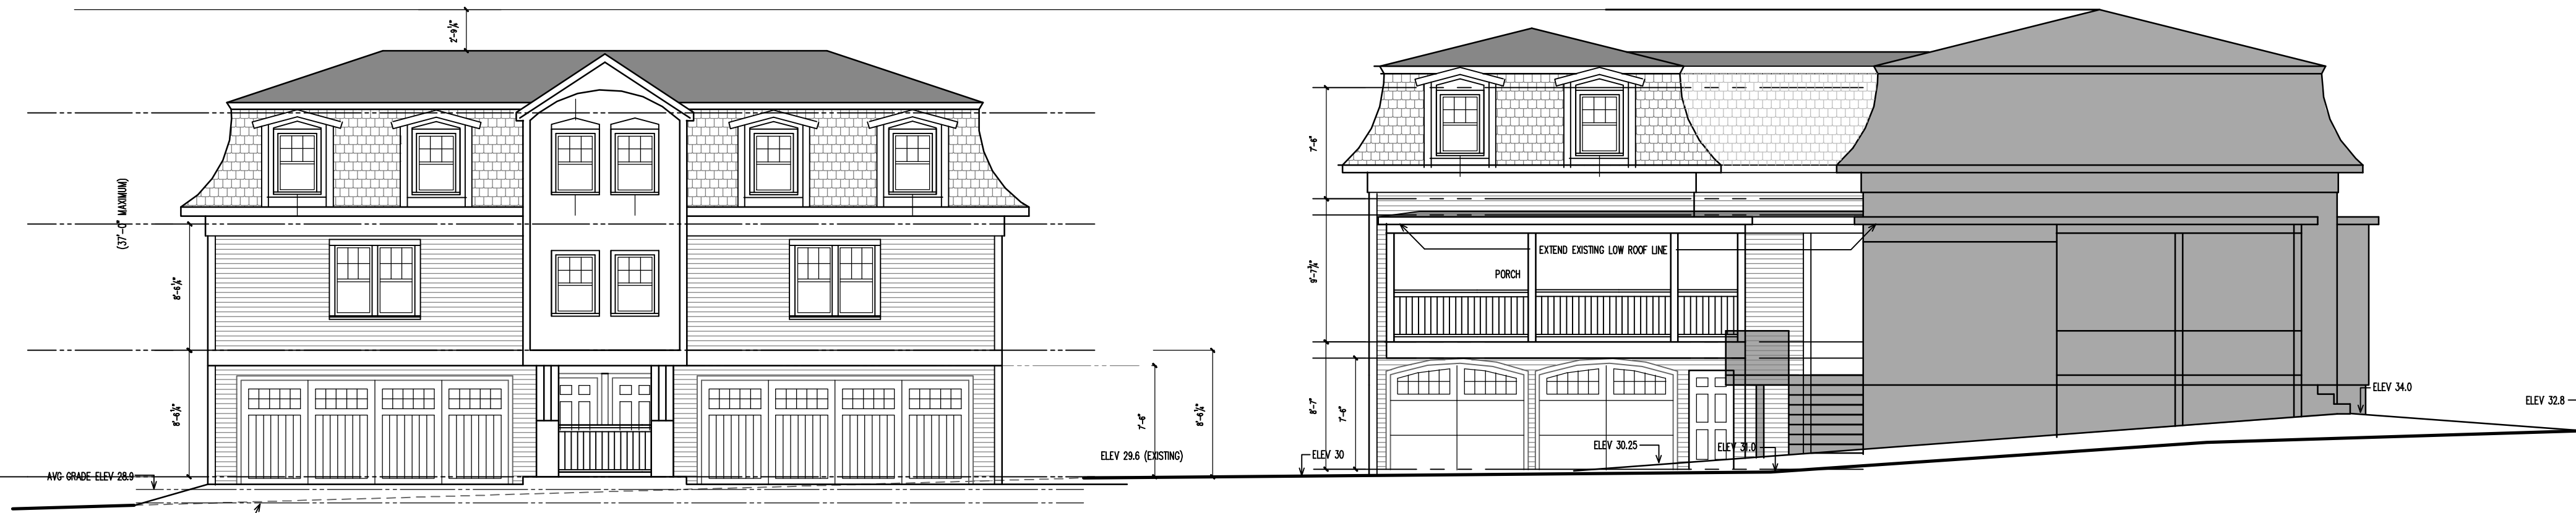 2'-9¼"
(37'-0" MAXIMUM)
8'-6¼"
8'-6¼"
AVG GRADE ELEV 28.9
7'-6"
8'-6¼"
ELEV 29.6 (EXISTING)
7'-6"
9'-7¼"
8'-7"
7'-6"
EXTEND EXISTING LOW ROOF LINE
PORCH
ELEV 30
ELEV 30.25
ELEV 31.0
ELEV 34.0
ELEV 32.8